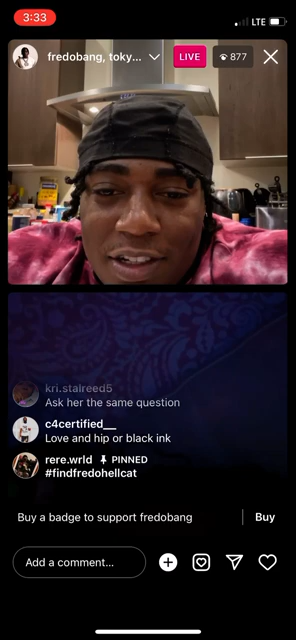 3:33
LTE
fredobang, toky...
LIVE
877
kri.stalreed5
Ask her the same question
c4certified__
Love and hip or black ink
rere.wrld PINNED
#findfredohellcat
Buy a badge to support fredobang
Buy
Add a comment...